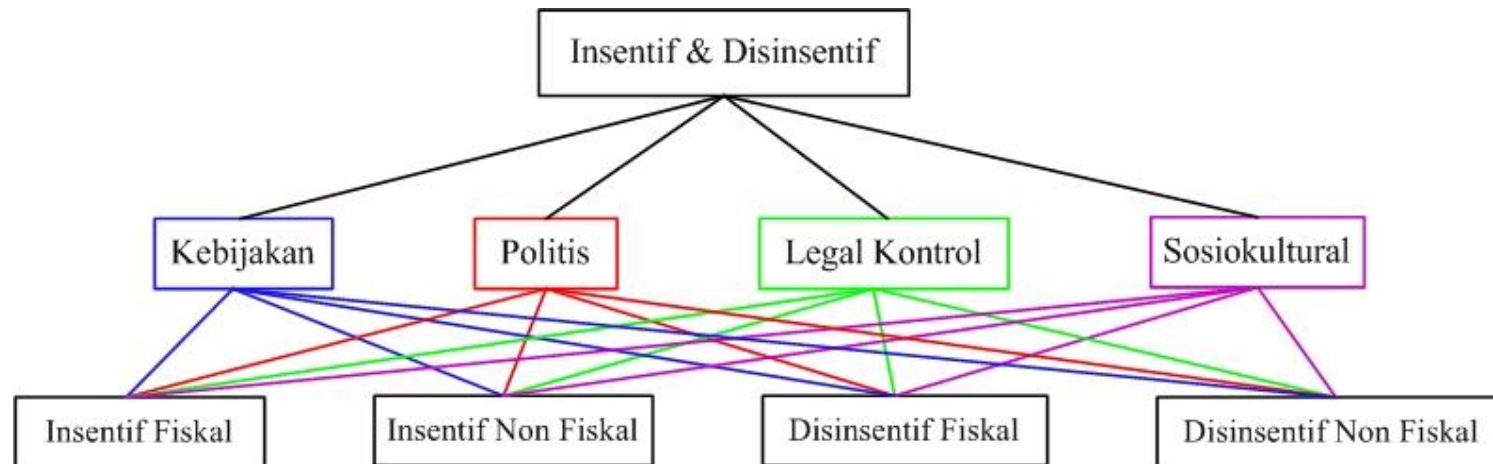 Insentif & Disinsentif
Kebijakan
Politis
Legal Kontrol
Sosiokultural
Insentif Fiskal
Insentif Non Fiskal
Disinsentif Fiskal
Disinsentif Non Fiskal